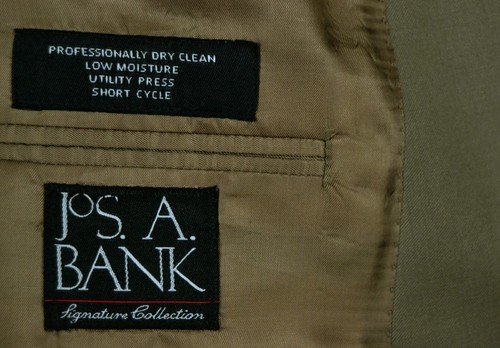 PROFESSIONALLY DRY CLEAN
LOW MOISTURE
UTILITY PRESS
SHORT CYCLE
JOS. A.
BANK
Signature Collection